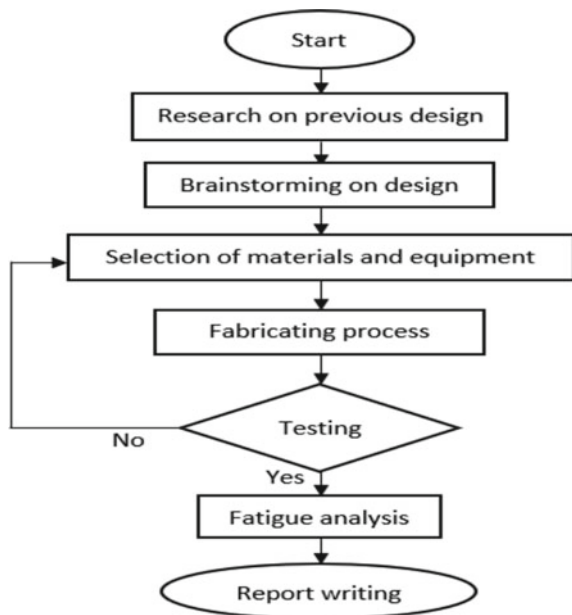 Start
Research on previous design
Brainstorming on design
Selection of materials and equipment
Fabricating process
Testing
No
Yes
Fatigue analysis
Report writing